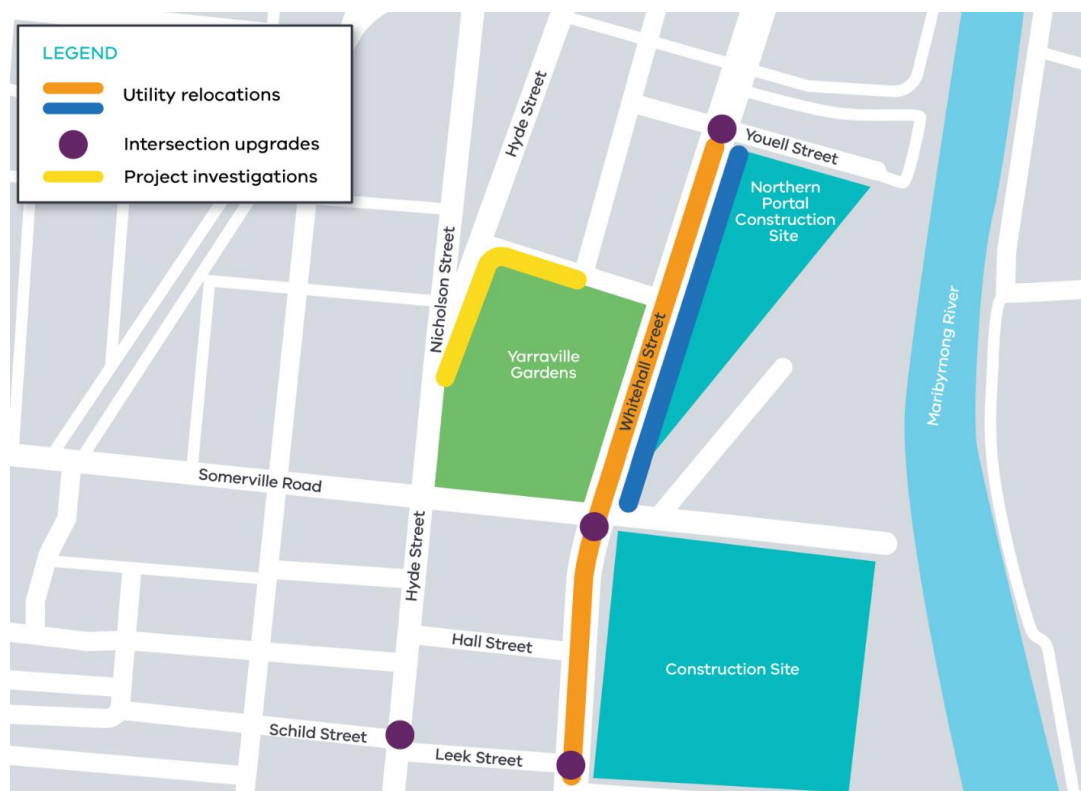 LEGEND
Utility relocations
Intersection upgrades
Project investigations
Hyde Street
Youell Street
Northern
Portal
Construction
Site
Nicholson Street
Yarraville
Gardens
Whitehall Street
Maribyrnong River
Somerville Road
Hyde Street
Hall Street
Construction Site
Schild Street
Leek Street